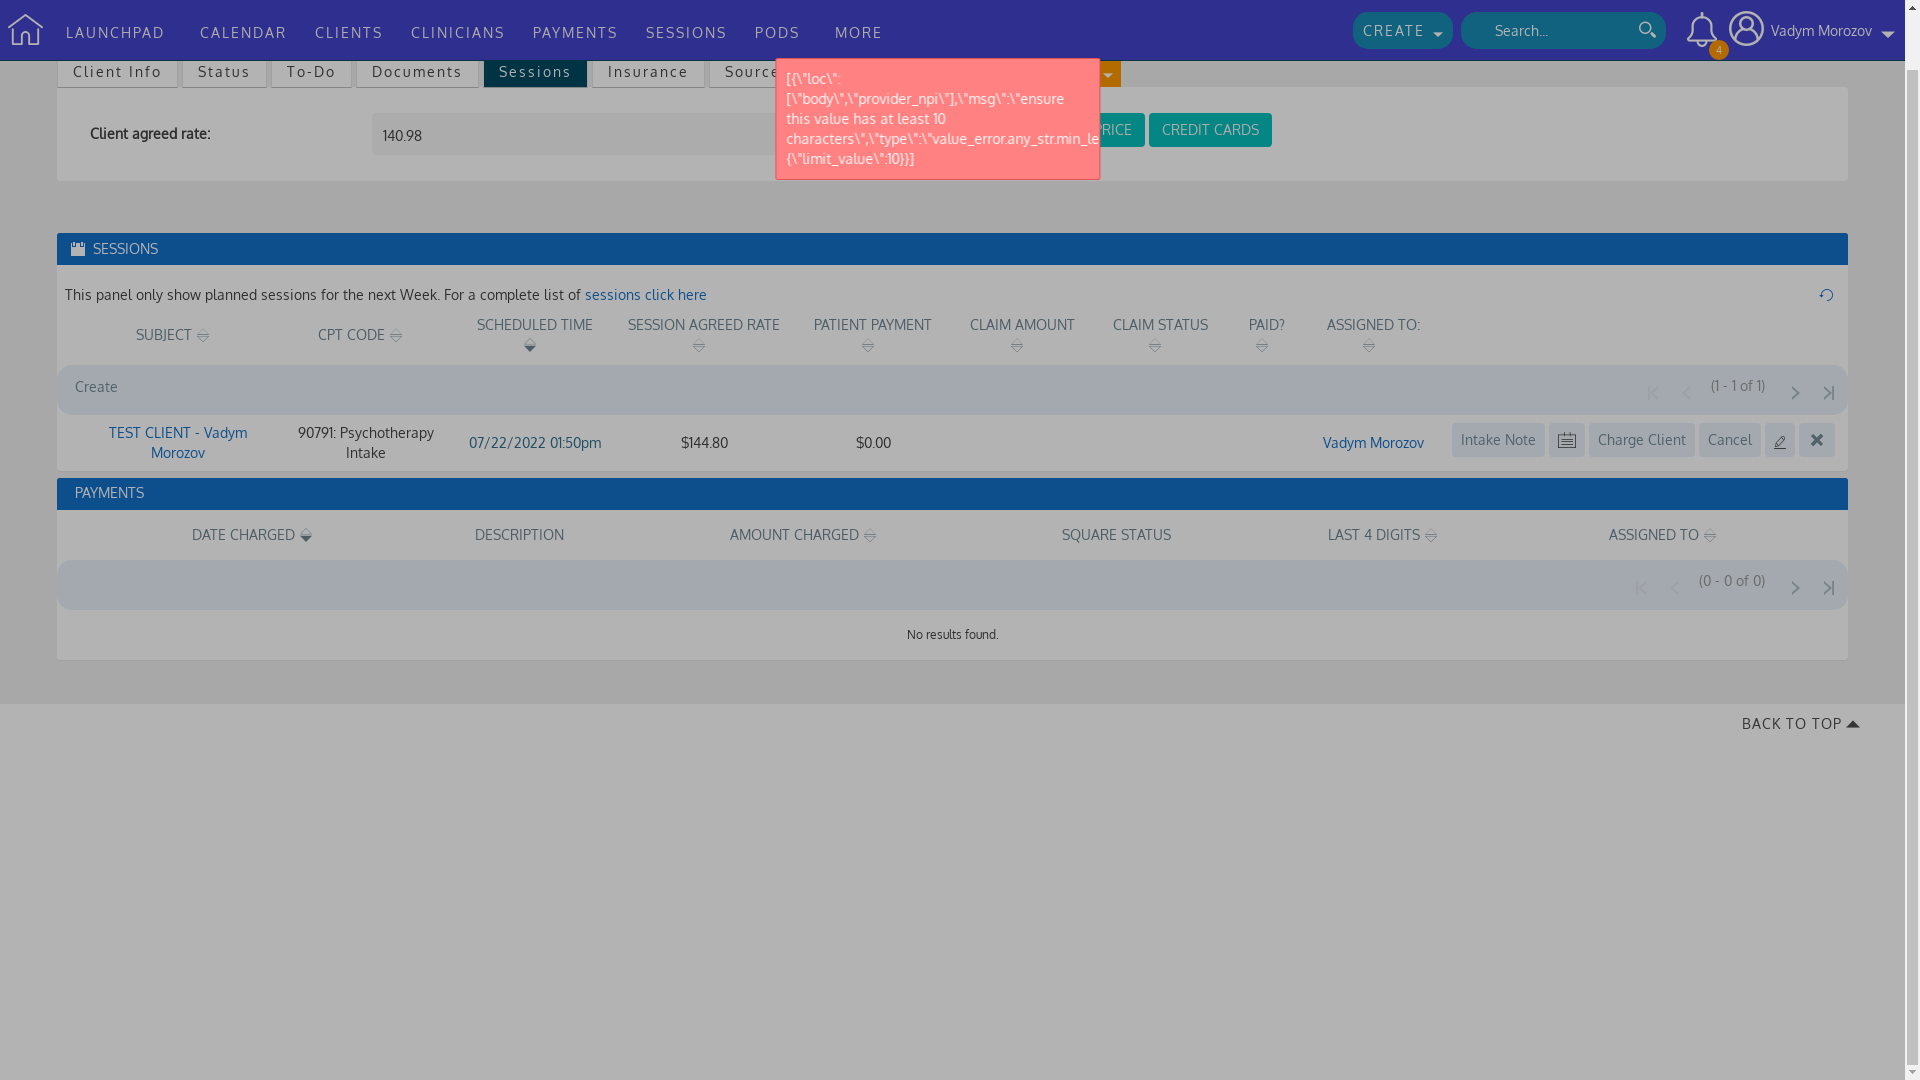 LAUNCHPAD CALENDAR CLIENTS CLINICIANS PAYMENTS SESSIONS PODS MORE CREATE Search... 4 Vadym Morozov
Client Info Status To-Do Documents Sessions Insurance Source
[{\"loc\":
[\"body\",\"provider_npi\"],\"msg\":\"ensure
this value has at least 10
characters\",\"type\":\"value_error.any_str.min_le
{\"limit_value\":10}}]
Client agreed rate: 140.98 CREDIT CARDS
SESSIONS
This panel only show planned sessions for the next Week. For a complete list of sessions click here
SUBJECT CPT CODE SCHEDULED TIME SESSION AGREED RATE PATIENT PAYMENT CLAIM AMOUNT CLAIM STATUS PAID? ASSIGNED TO:
Create (1 - 1 of 1)
TEST CLIENT - Vadym
Morozov
90791: Psychotherapy
Intake
07/22/2022 01:50pm $144.80 $0.00 Vadym Morozov Intake Note Charge Client Cancel
PAYMENTS
DATE CHARGED DESCRIPTION AMOUNT CHARGED SQUARE STATUS LAST 4 DIGITS ASSIGNED TO
(0 - 0 of 0)
No results found.
BACK TO TOP